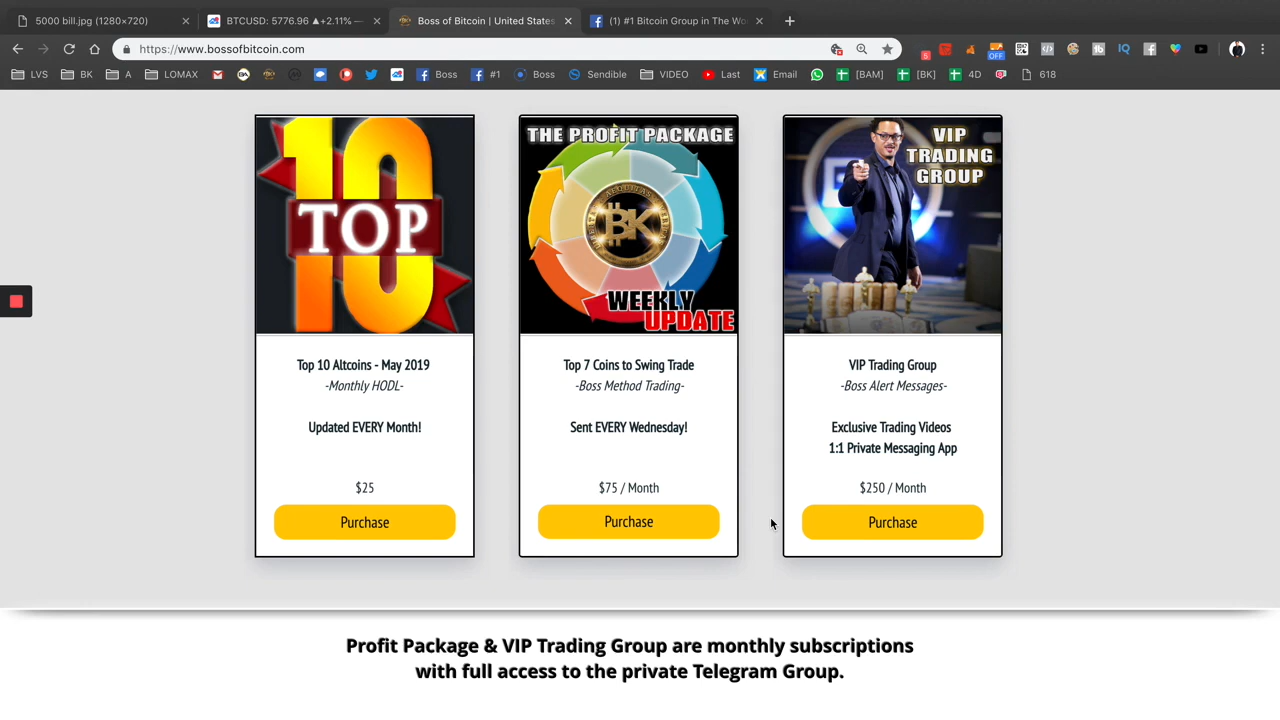 5000 bill.jpg (1280×720)
BTCUSD: 5776.96 ▲+2.11% —
Boss of Bitcoin | United States
(1) #1 Bitcoin Group in The Wo
https://www.bossofbitcoin.com
5
OFF
IQ
LVS
BK
A
LOMAX
Boss
#1
Boss
Sendible
VIDEO
Last
Email
[BAM]
[BK]
4D
618
10
TOP
THE PROFIT PACKAGE
BK
WEEKLY
UPDATE
VIP
TRADING
GROUP
Top 10 Altcoins - May 2019
-Monthly HODL-
Updated EVERY Month!
$25
Purchase
Top 7 Coins to Swing Trade
-Boss Method Trading-
Sent EVERY Wednesday!
$75 / Month
Purchase
VIP Trading Group
-Boss Alert Messages-
Exclusive Trading Videos
1:1 Private Messaging App
$250 / Month
Purchase
Profit Package & VIP Trading Group are monthly subscriptions
with full access to the private Telegram Group.